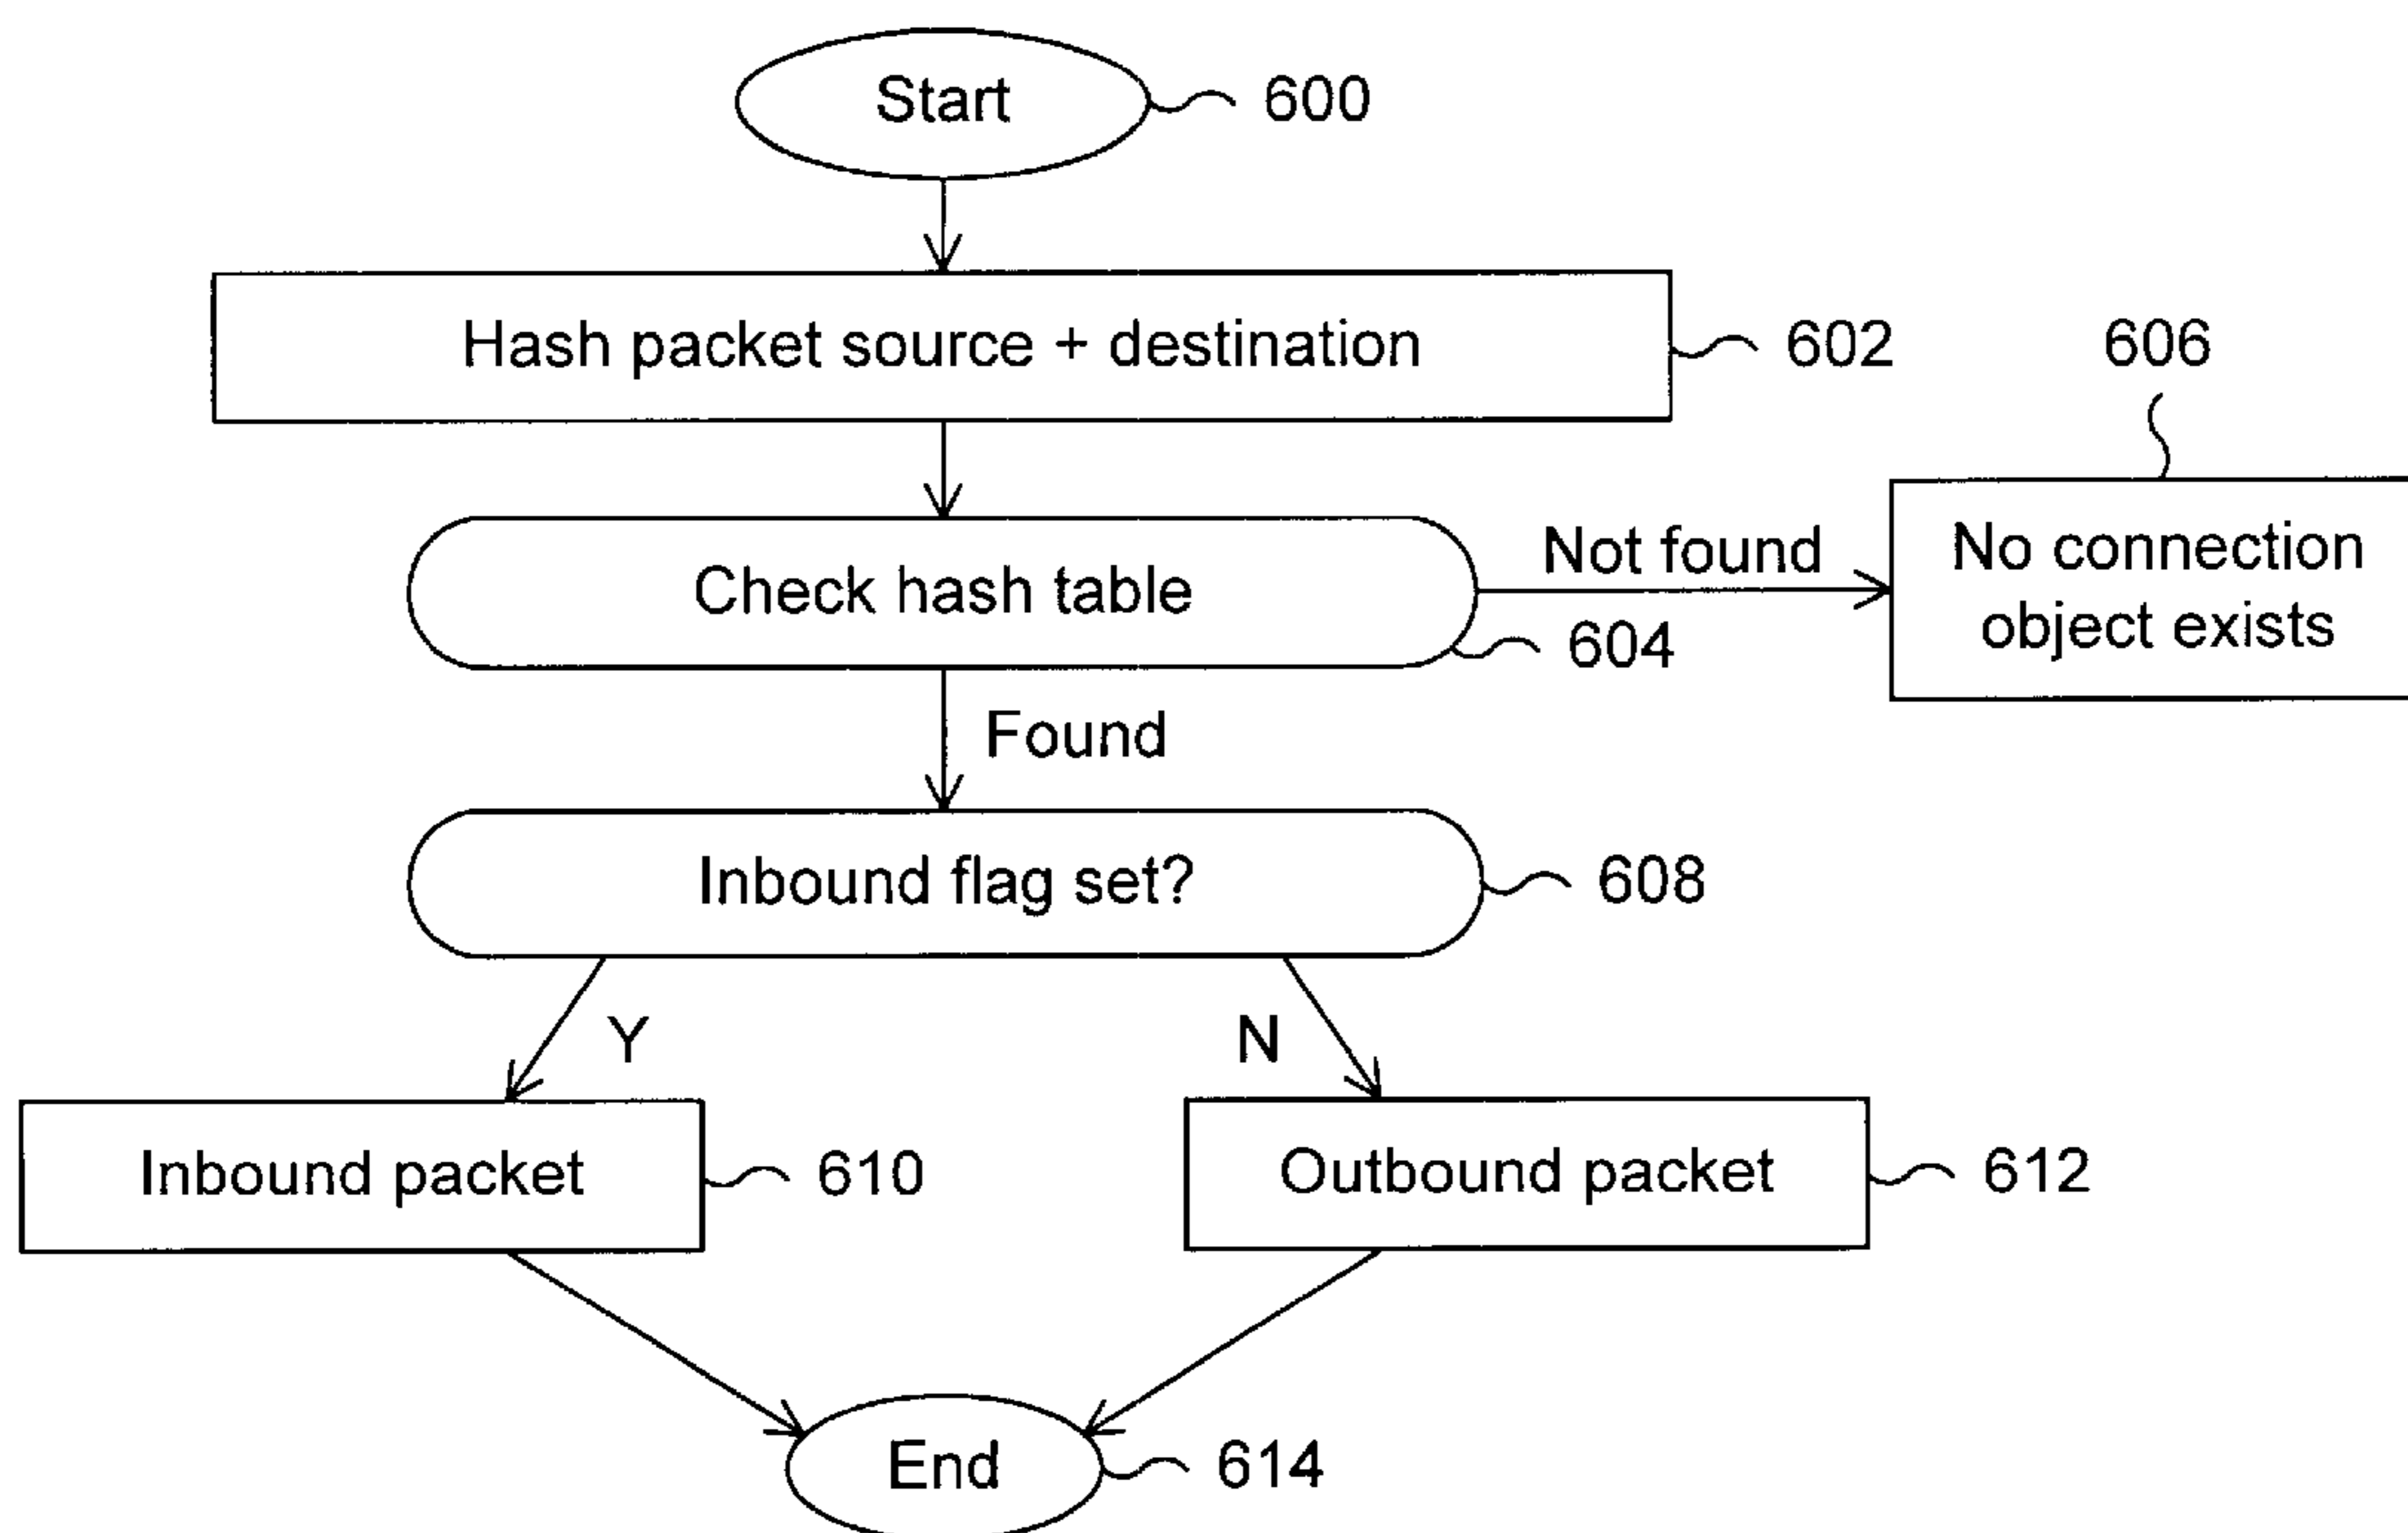 Start
600
Hash packet source + destination
602
606
Check hash table
Not found
604
No connection
object exists
Found
Inbound flag set?
608
Y
N
Inbound packet
610
Outbound packet
612
End
614